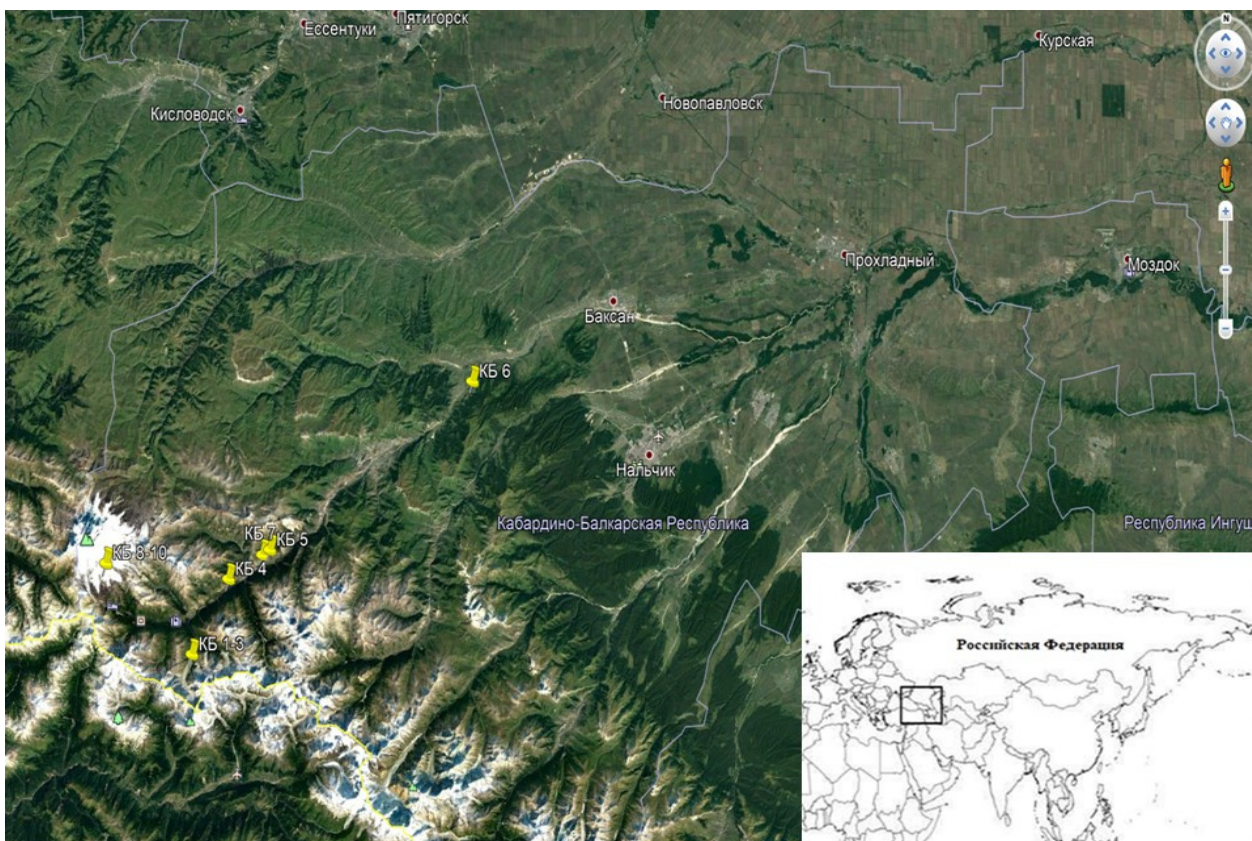 Пятигорск
Ессентуки
Курская
N
Новопавловск
Кисловодск
Прохладный
Моздок
Баксан
КБ 6
Нальчик
Кабардино-Балкарская Республика
Республика Ингуш
КБ 7
КБ 5
КБ 8-10
КБ 4
КБ 1-3
Российская Федерация